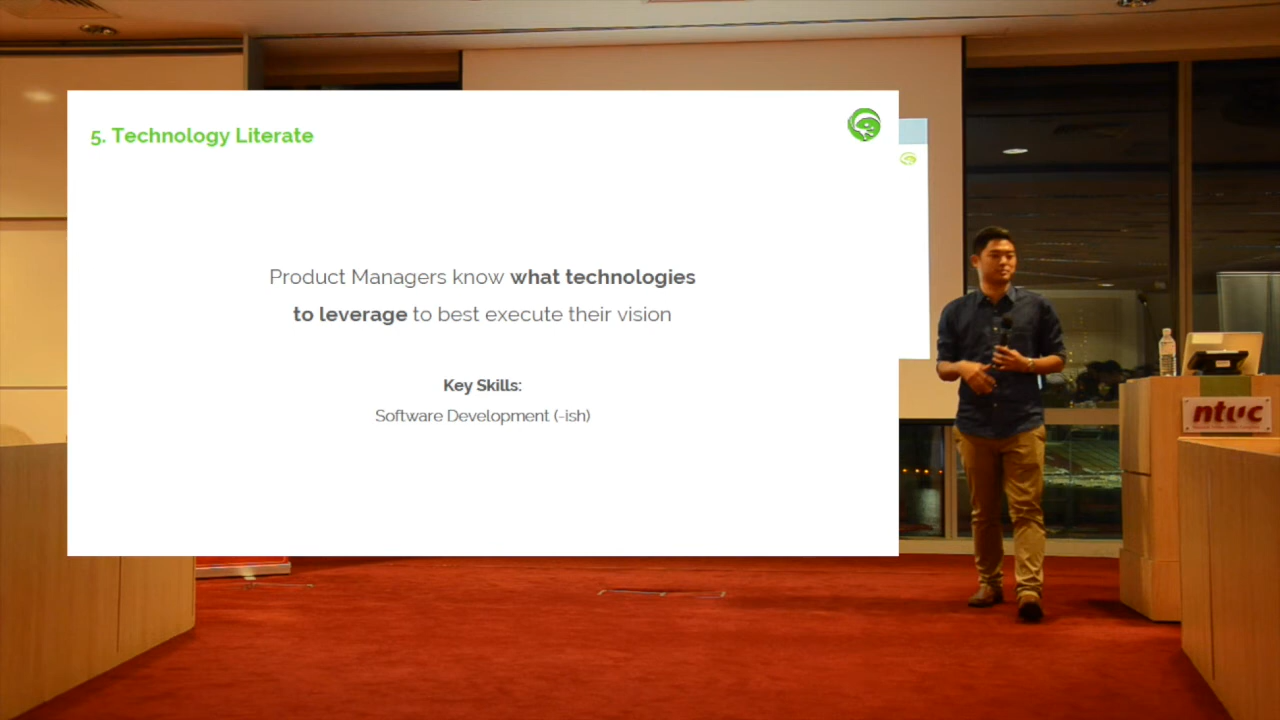 5. Technology Literate
Product Managers know what technologies
to leverage to best execute their vision
Key Skills:
Software Development (-ish)
ntuc